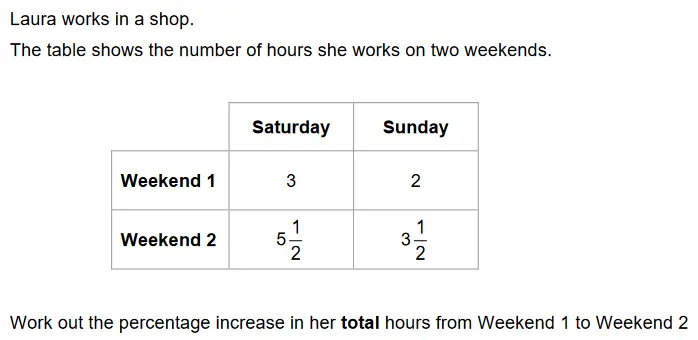 Laura works in a shop.
The table shows the number of hours she works on two weekends.
Saturday Sunday
Weekend 1 3 2
Weekend 2 5 1/2 3 1/2
Work out the percentage increase in her total hours from Weekend 1 to Weekend 2